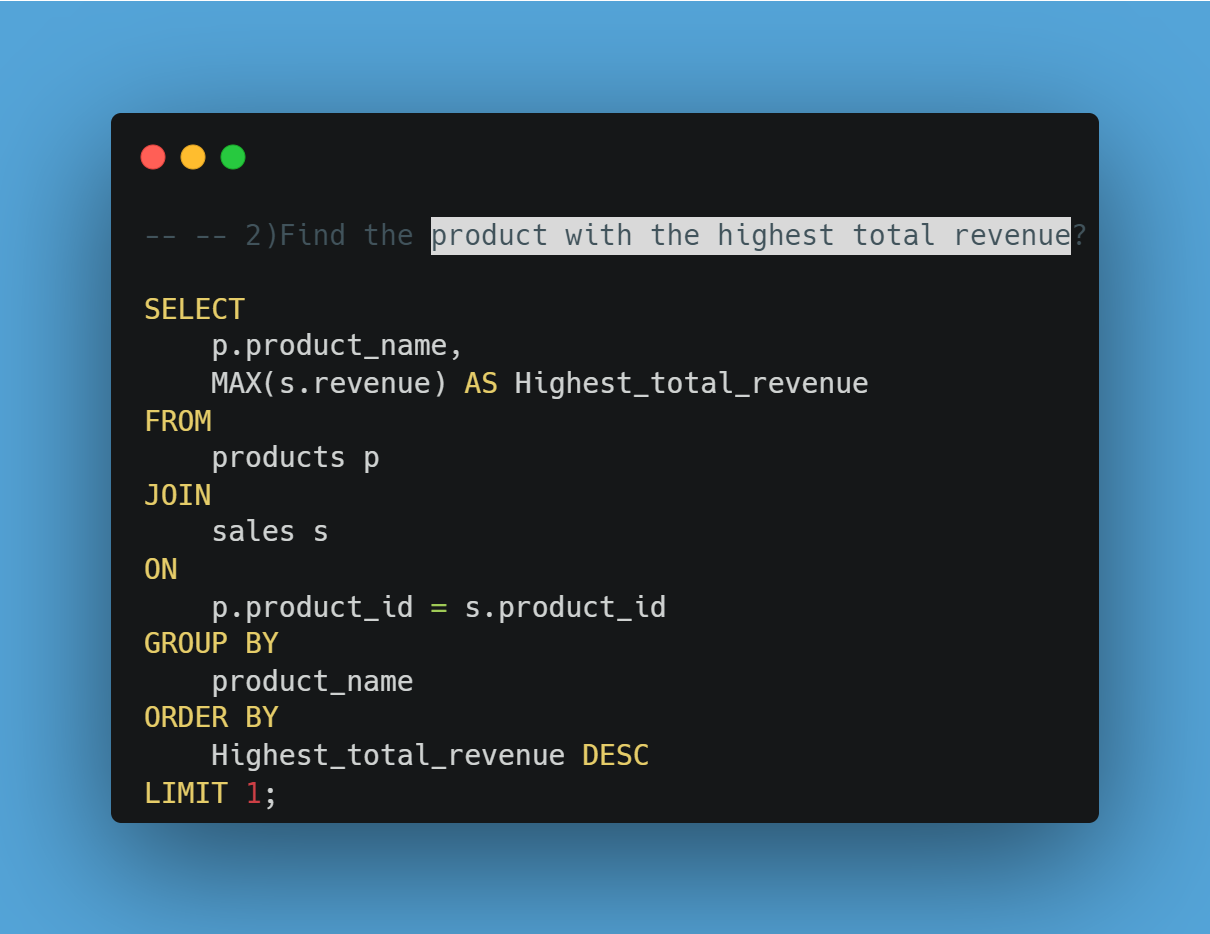 -- -- 2)Find the product with the highest total revenue?
SELECT
    p.product_name,
    MAX(s.revenue) AS Highest_total_revenue
FROM
    products p
JOIN
    sales s
ON
    p.product_id = s.product_id
GROUP BY
    product_name
ORDER BY
    Highest_total_revenue DESC
LIMIT 1;